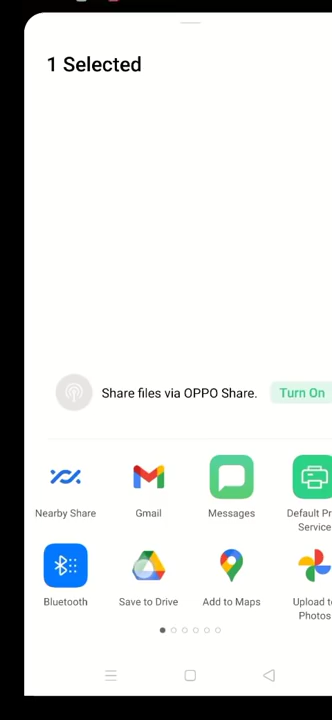 1 Selected
Share files via OPPO Share.
Turn On
Nearby Share
Gmail
Messages
Default Pr
Service
Bluetooth
Save to Drive
Add to Maps
Upload t
Photos